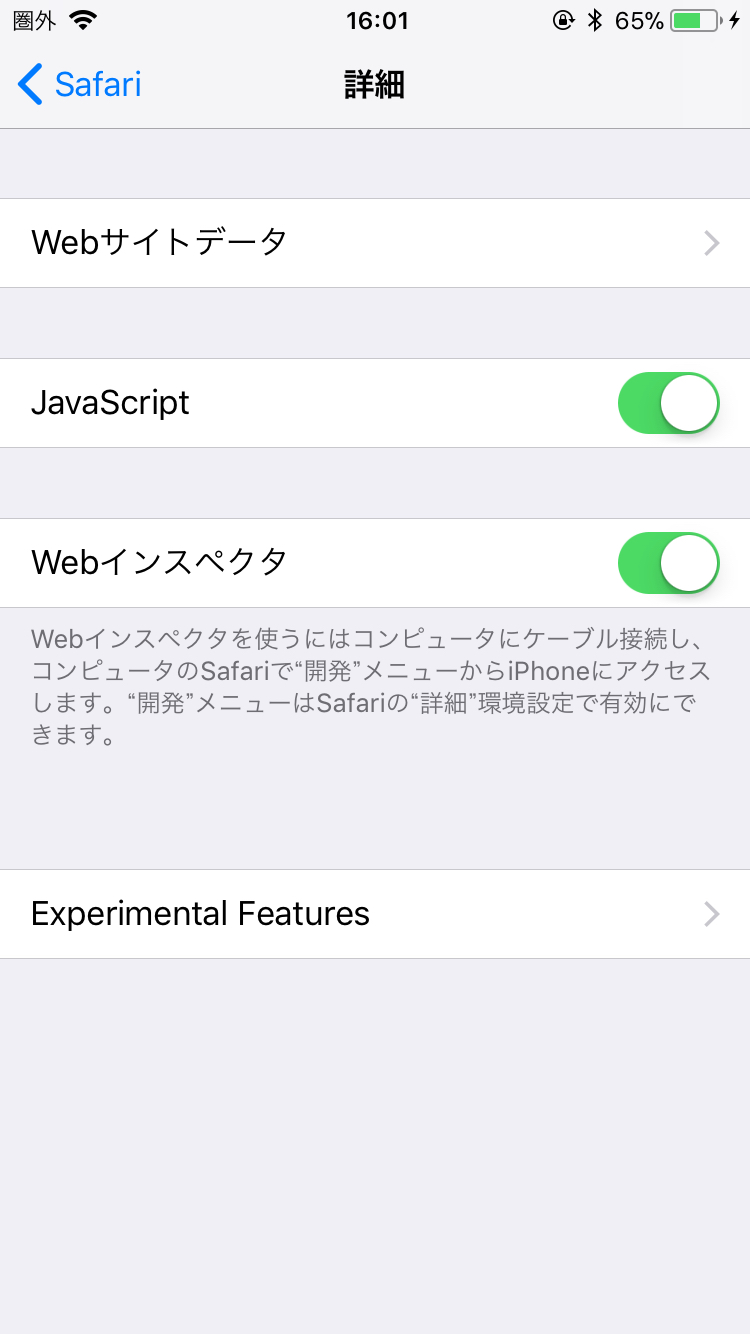 圏外 16:01 65%
Safari 詳細
Webサイトデータ
JavaScript
Webインスペクタ
Webインスペクタを使うにはコンピュータにケーブル接続し、
コンピュータのSafariで“開発”メニューからiPhoneにアクセス
します。“開発”メニューはSafariの“詳細”環境設定で有効にで
きます。
Experimental Features